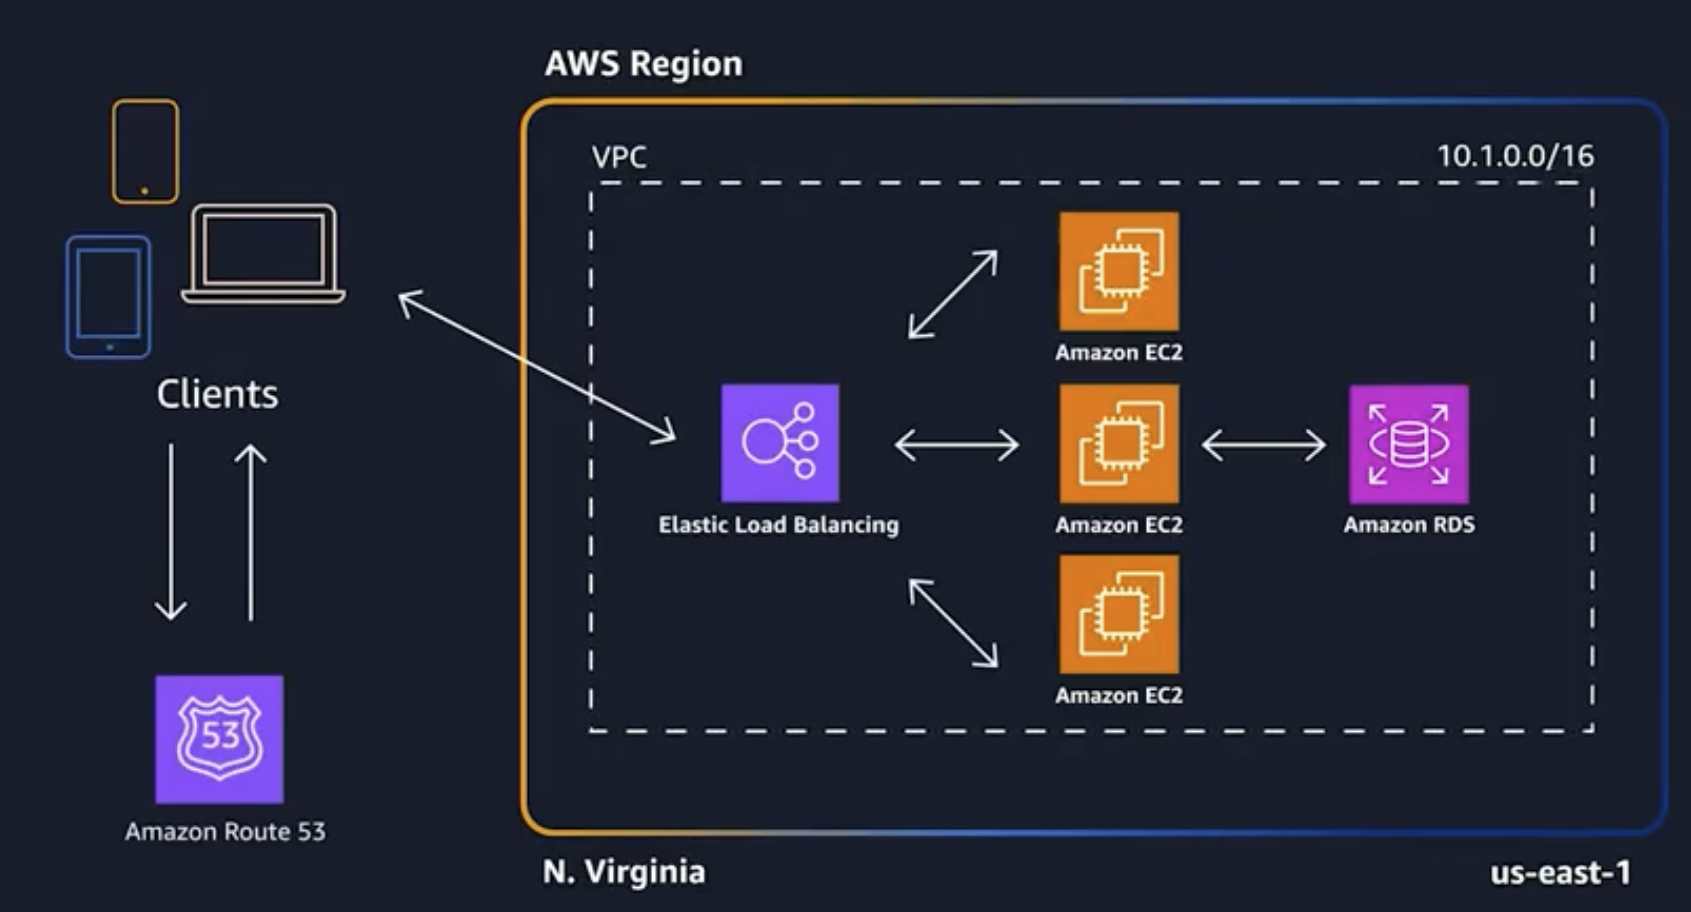 AWS Region
VPC
10.1.0.0/16
Clients
Amazon EC2
Elastic Load Balancing
Amazon EC2
Amazon RDS
Amazon EC2
53
Amazon Route 53
N. Virginia
us-east-1